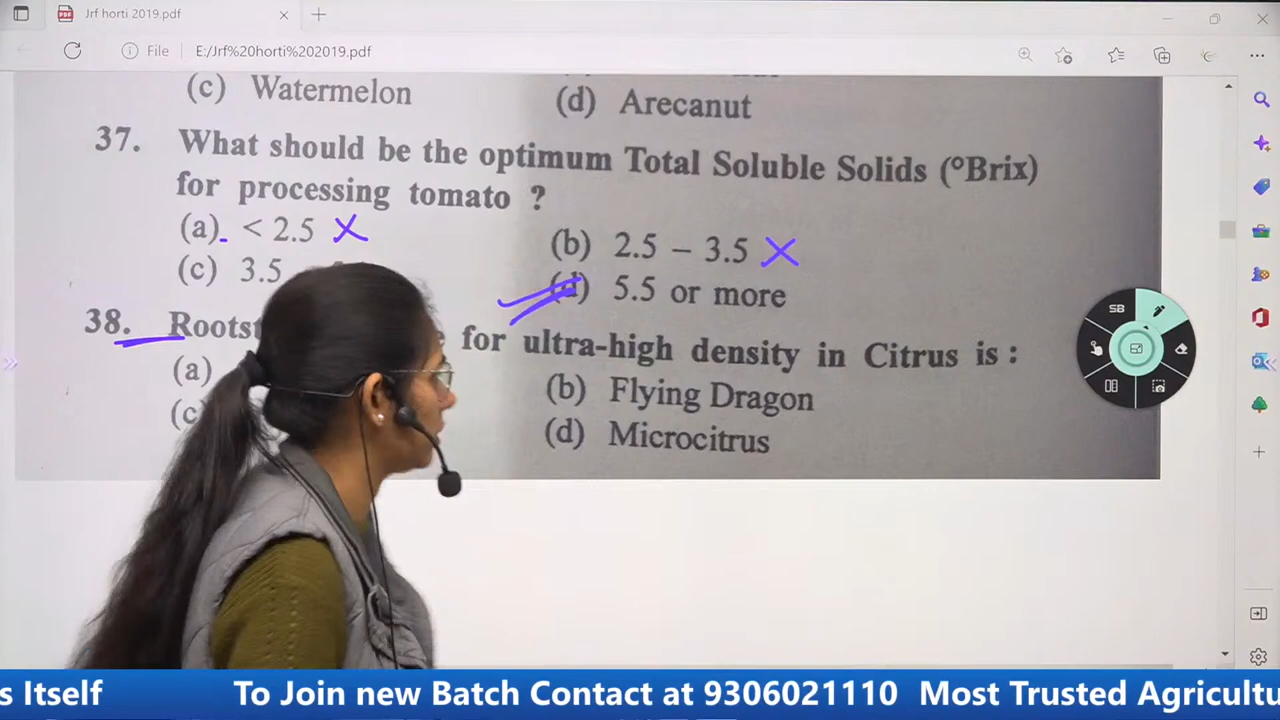 Jrf horti 2019.pdf
File E:/Jrf%20horti%202019.pdf
(c) Watermelon (d) Arecanut
37. What should be the optimum Total Soluble Solids (°Brix)
for processing tomato ?
(a) < 2.5 (b) 2.5 – 3.5
(c) 3.5 (d) 5.5 or more
38. for ultra-high density in Citrus is :
(a) (b) Flying Dragon
(d) Microcitrus
SB
s Itself To Join new Batch Contact at 9306021110 Most Trusted